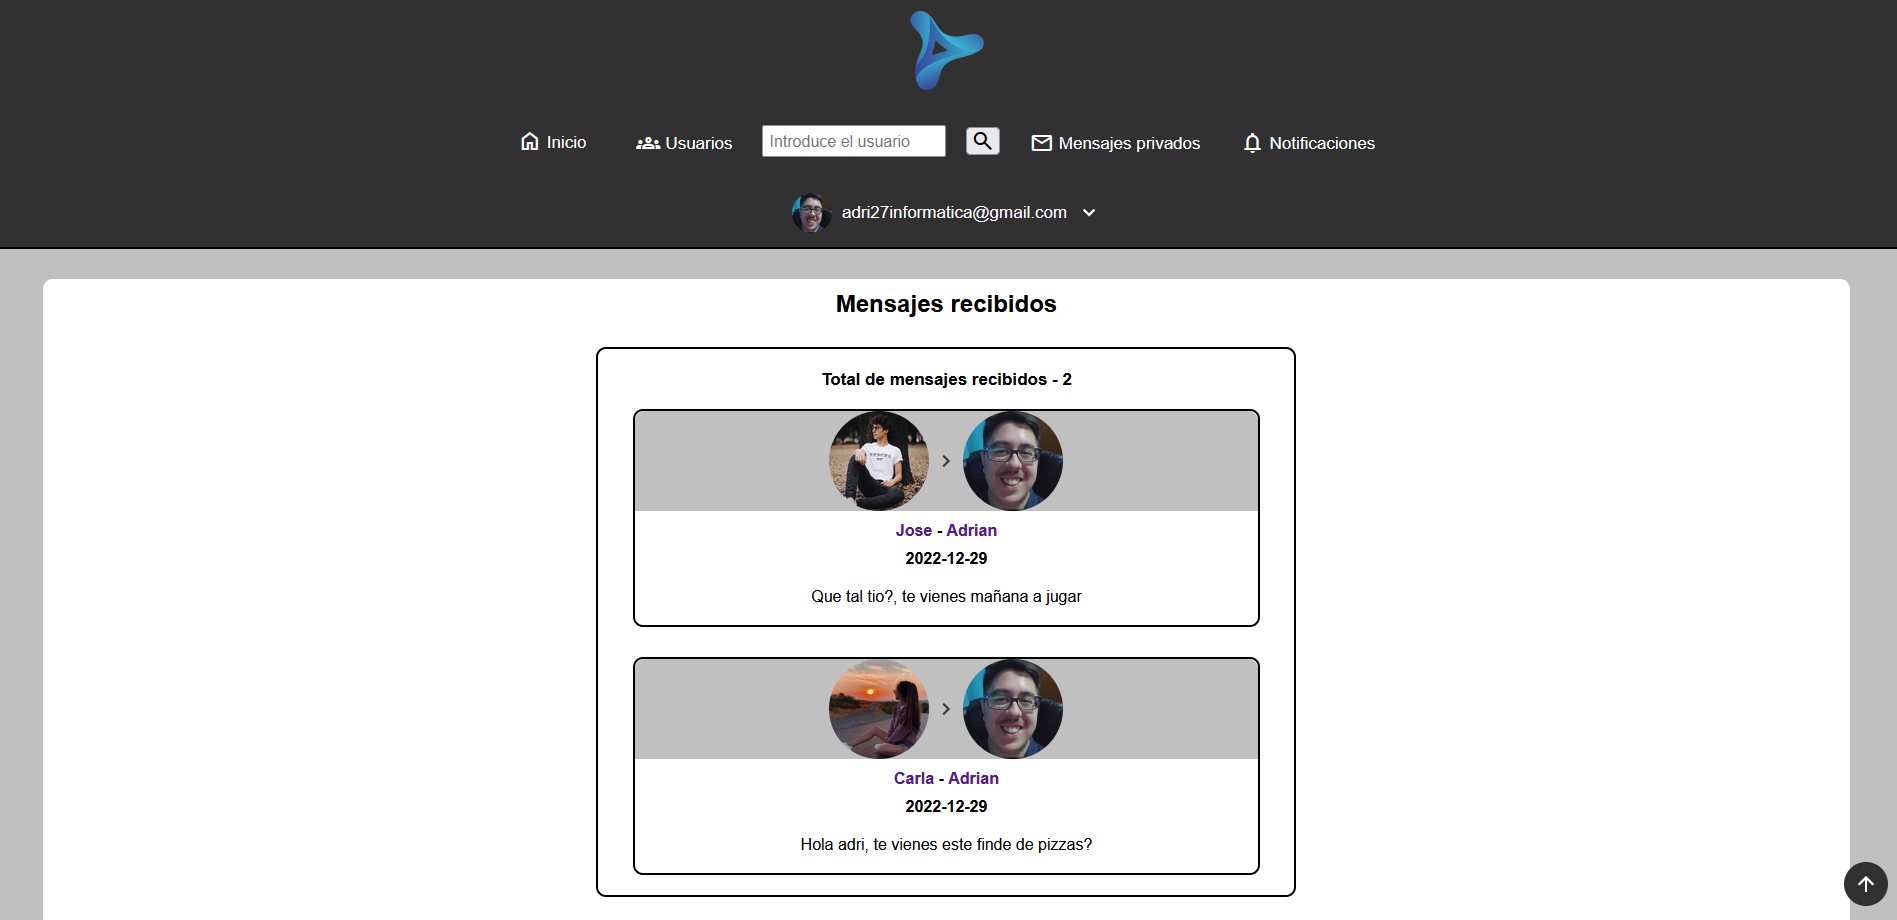 Inicio Usuarios Introduce el usuario Mensajes privados Notificaciones
adri27informatica@gmail.com
Mensajes recibidos
Total de mensajes recibidos - 2
Jose - Adrian
2022-12-29
Que tal tio?, te vienes mañana a jugar
Carla - Adrian
2022-12-29
Hola adri, te vienes este finde de pizzas?